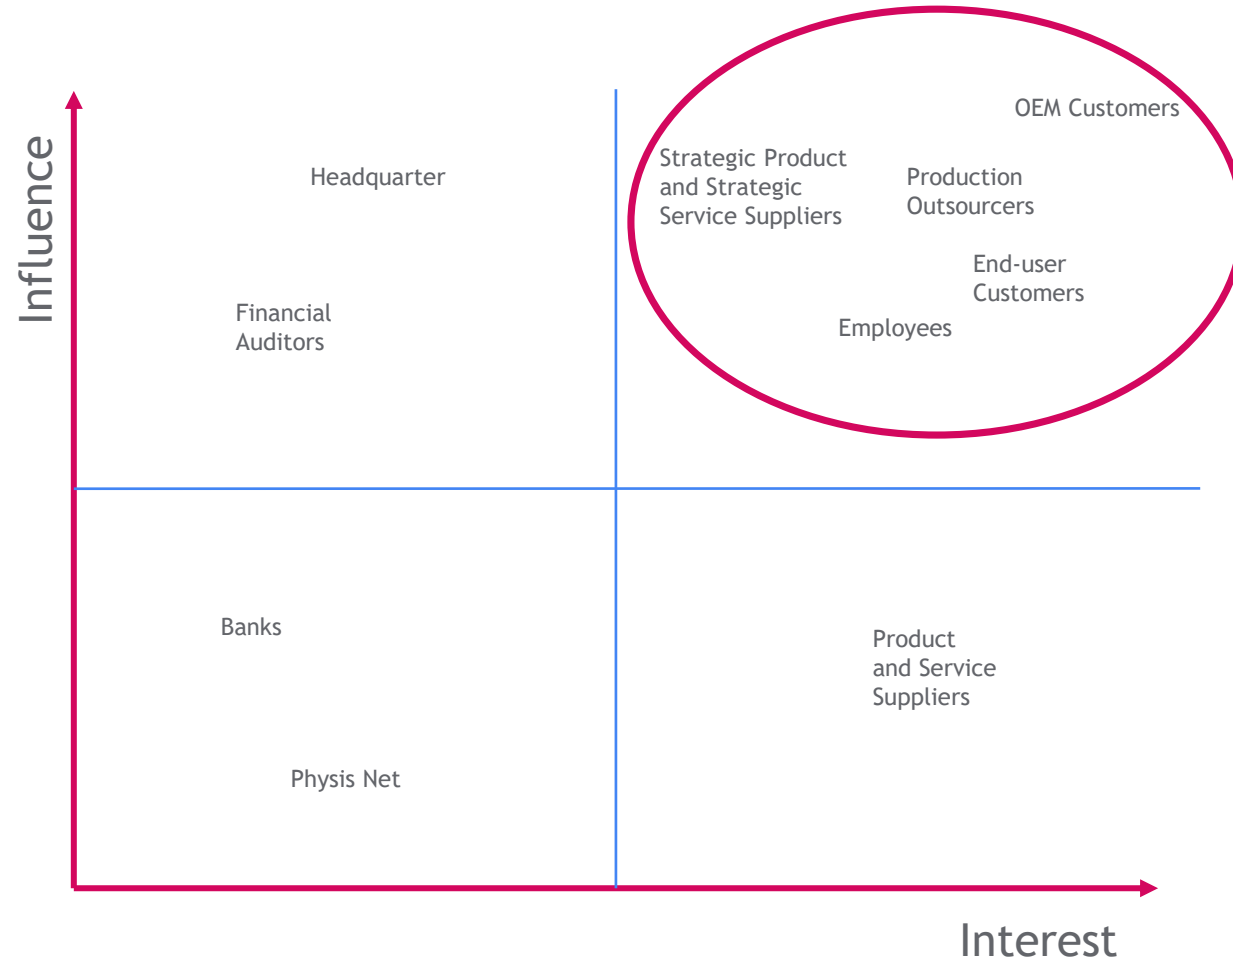 Influence
OEM Customers
Headquarter
Strategic Product
and Strategic
Service Suppliers
Production
Outsourcers
End-user
Customers
Financial
Auditors
Employees
Banks
Product
and Service
Suppliers
Physis Net
Interest